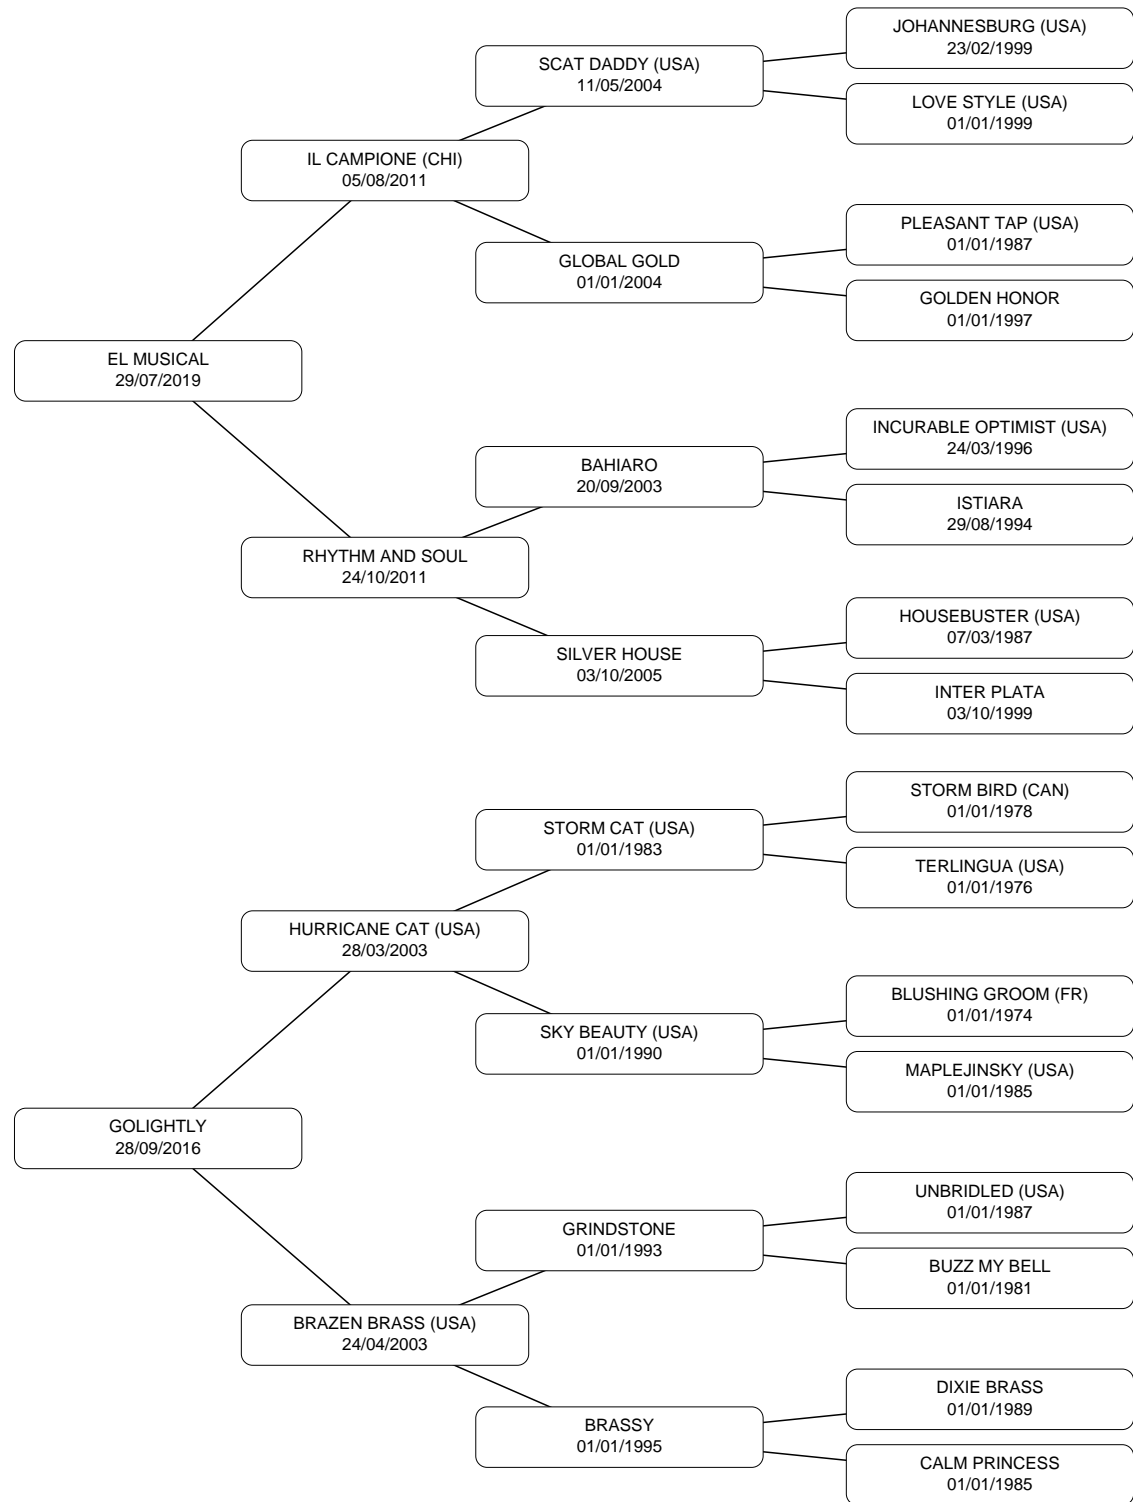 JOHANNESBURG (USA)
23/02/1999
SCAT DADDY (USA)
11/05/2004
LOVE STYLE (USA)
01/01/1999
IL CAMPIONE (CHI)
05/08/2011
PLEASANT TAP (USA)
01/01/1987
GLOBAL GOLD
01/01/2004
GOLDEN HONOR
01/01/1997
EL MUSICAL
29/07/2019
INCURABLE OPTIMIST (USA)
24/03/1996
BAHIARO
20/09/2003
ISTIARA
29/08/1994
RHYTHM AND SOUL
24/10/2011
HOUSEBUSTER (USA)
07/03/1987
SILVER HOUSE
03/10/2005
INTER PLATA
03/10/1999
STORM BIRD (CAN)
01/01/1978
STORM CAT (USA)
01/01/1983
TERLINGUA (USA)
01/01/1976
HURRICANE CAT (USA)
28/03/2003
BLUSHING GROOM (FR)
01/01/1974
SKY BEAUTY (USA)
01/01/1990
MAPLEJINSKY (USA)
01/01/1985
GOLIGHTLY
28/09/2016
UNBRIDLED (USA)
01/01/1987
GRINDSTONE
01/01/1993
BUZZ MY BELL
01/01/1981
BRAZEN BRASS (USA)
24/04/2003
DIXIE BRASS
01/01/1989
BRASSY
01/01/1995
CALM PRINCESS
01/01/1985